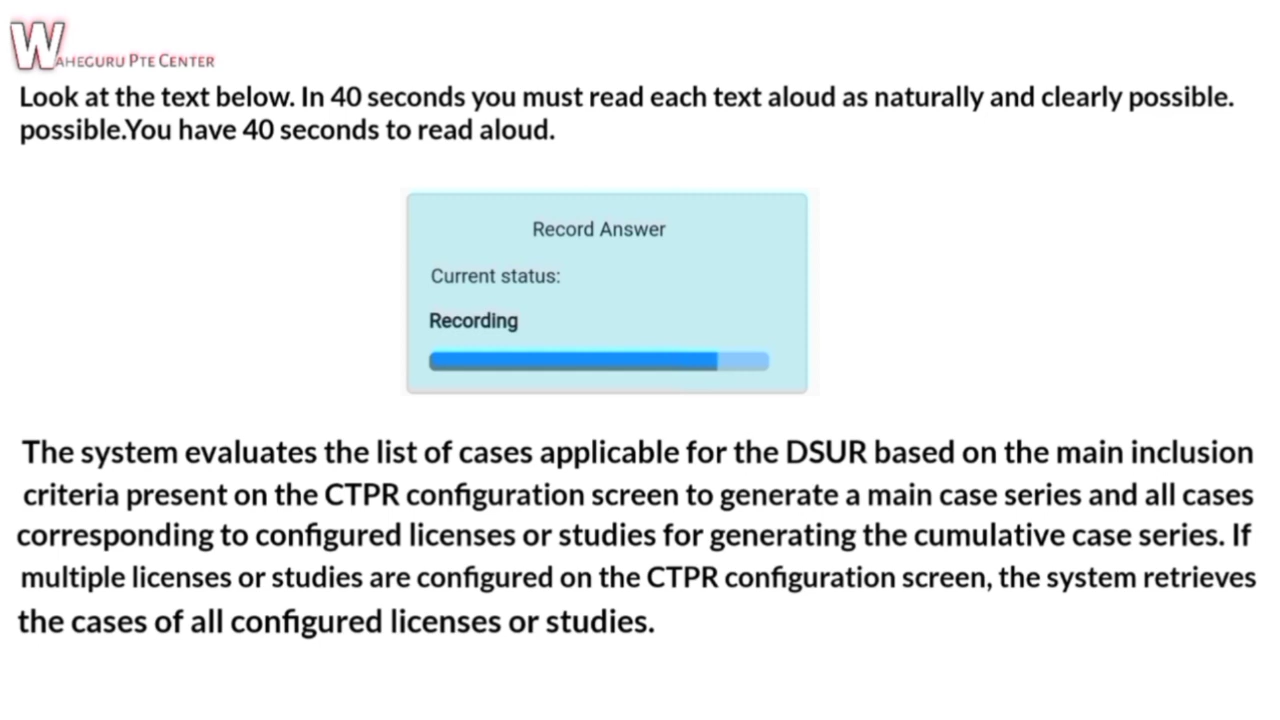 WAHEGURU PTE CENTER
Look at the text below. In 40 seconds you must read each text aloud as naturally and clearly possible.
possible.You have 40 seconds to read aloud.
Record Answer
Current status:
Recording
The system evaluates the list of cases applicable for the DSUR based on the main inclusion
criteria present on the CTPR configuration screen to generate a main case series and all cases
corresponding to configured licenses or studies for generating the cumulative case series. If
multiple licenses or studies are configured on the CTPR configuration screen, the system retrieves
the cases of all configured licenses or studies.